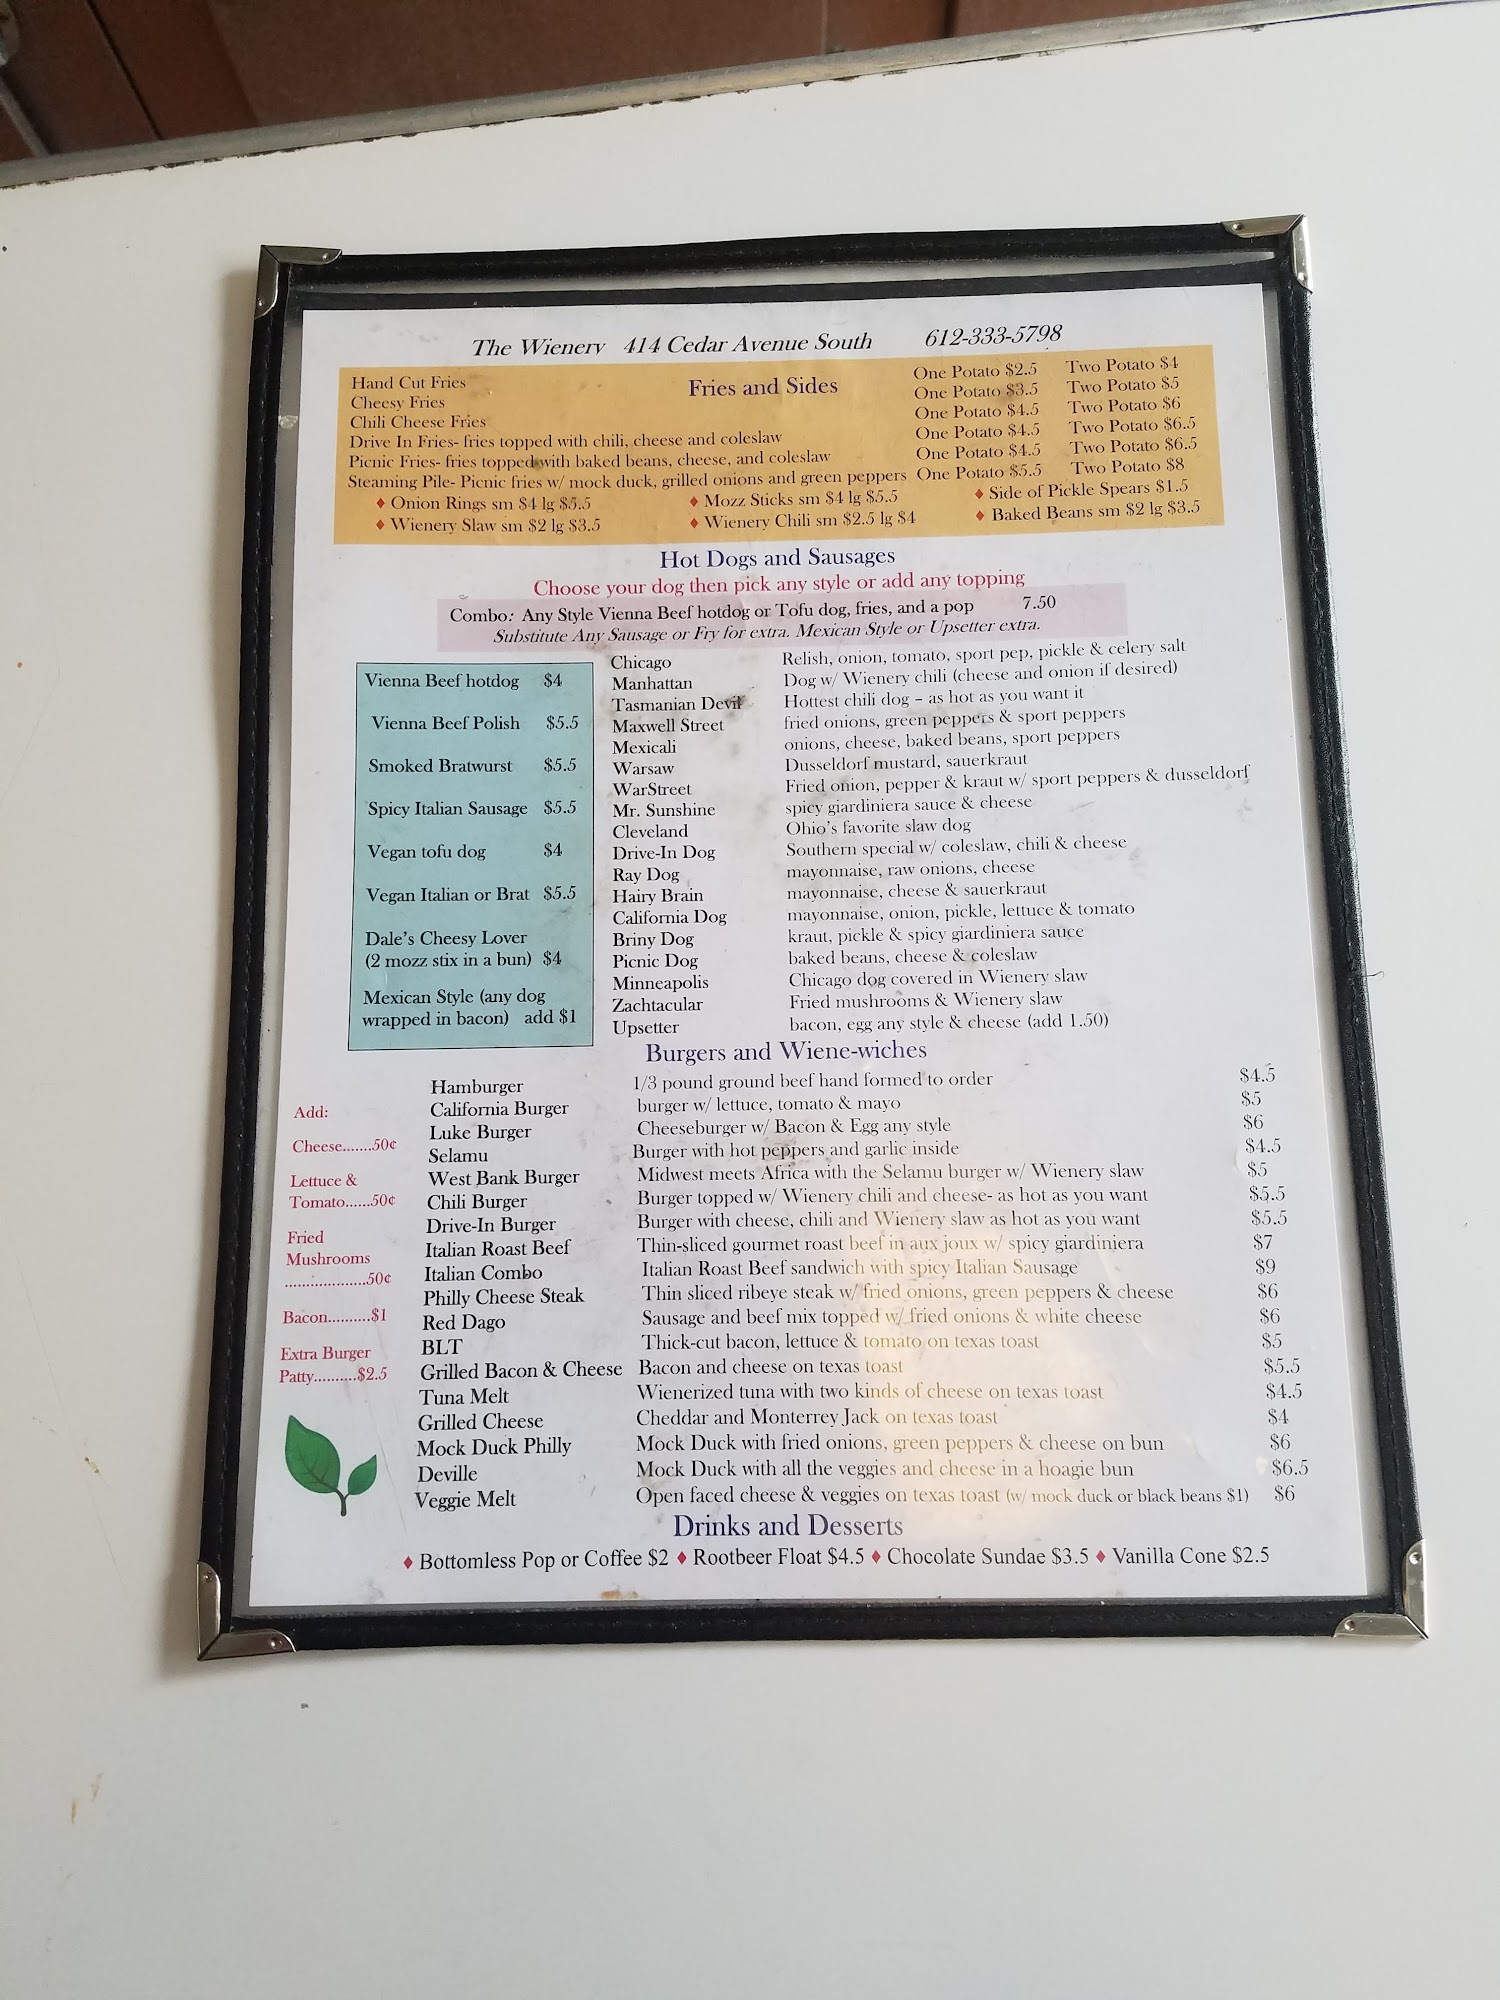 The Wienery 414 Cedar Avenue South 612-333-5798
Fries and Sides
Hand Cut Fries One Potato $2.5 Two Potato $4
Cheesy Fries One Potato $3.5 Two Potato $5
Chili Cheese Fries One Potato $4.5 Two Potato $6
Drive In Fries- fries topped with chili, cheese and coleslaw One Potato $4.5 Two Potato $6.5
Picnic Fries- fries topped with baked beans, cheese, and coleslaw One Potato $4.5 Two Potato $6.5
Steaming Pile- Picnic fries w/ mock duck, grilled onions and green peppers One Potato $5.5 Two Potato $8
♦ Onion Rings sm $4 lg $5.5 ♦ Mozz Sticks sm $4 lg $5.5 ♦ Side of Pickle Spears $1.5
♦ Wienery Slaw sm $2 lg $3.5 ♦ Wienery Chili sm $2.5 lg $4 ♦ Baked Beans sm $2 lg $3.5
Hot Dogs and Sausages
Choose your dog then pick any style or add any topping
Combo: Any Style Vienna Beef hotdog or Tofu dog, fries, and a pop 7.50
Substitute Any Sausage or Fry for extra. Mexican Style or Upsetter extra.
Vienna Beef hotdog $4
Vienna Beef Polish $5.5
Smoked Bratwurst $5.5
Spicy Italian Sausage $5.5
Vegan tofu dog $4
Vegan Italian or Brat $5.5
Dale's Cheesy Lover
(2 mozz stix in a bun) $4
Mexican Style (any dog
wrapped in bacon) add $1
Chicago Relish, onion, tomato, sport pep, pickle & celery salt
Manhattan Dog w/ Wienery chili (cheese and onion if desired)
Tasmanian Devil Hottest chili dog – as hot as you want it
Maxwell Street fried onions, green peppers & sport peppers
Mexicali onions, cheese, baked beans, sport peppers
Warsaw Dusseldorf mustard, sauerkraut
WarStreet Fried onion, pepper & kraut w/ sport peppers & dusseldorf
Mr. Sunshine spicy giardiniera sauce & cheese
Cleveland Ohio's favorite slaw dog
Drive-In Dog Southern special w/ coleslaw, chili & cheese
Ray Dog mayonnaise, raw onions, cheese
Hairy Brain mayonnaise, cheese & sauerkraut
California Dog mayonnaise, onion, pickle, lettuce & tomato
Briny Dog kraut, pickle & spicy giardiniera sauce
Picnic Dog baked beans, cheese & coleslaw
Minneapolis Chicago dog covered in Wienery slaw
Zachtacular Fried mushrooms & Wienery slaw
Upsetter bacon, egg any style & cheese (add 1.50)
Burgers and Wiene-wiches
Add:
Cheese.......50¢
Lettuce &
Tomato......50¢
Fried
Mushrooms
....................50¢
Bacon..........$1
Extra Burger
Patty..........$2.5
Hamburger 1/3 pound ground beef hand formed to order $4.5
California Burger burger w/ lettuce, tomato & mayo $5
Luke Burger Cheeseburger w/ Bacon & Egg any style $6
Selamu Burger with hot peppers and garlic inside $4.5
West Bank Burger Midwest meets Africa with the Selamu burger w/ Wienery slaw $5
Chili Burger Burger topped w/ Wienery chili and cheese- as hot as you want $5.5
Drive-In Burger Burger with cheese, chili and Wienery slaw as hot as you want $5.5
Italian Roast Beef Thin-sliced gourmet roast beef in aux joux w/ spicy giardiniera $7
Italian Combo Italian Roast Beef sandwich with spicy Italian Sausage $9
Philly Cheese Steak Thin sliced ribeye steak w/ fried onions, green peppers & cheese $6
Red Dago Sausage and beef mix topped w/ fried onions & white cheese $6
BLT Thick-cut bacon, lettuce & tomato on texas toast $5
Grilled Bacon & Cheese Bacon and cheese on texas toast $5.5
Tuna Melt Wienerized tuna with two kinds of cheese on texas toast $4.5
Grilled Cheese Cheddar and Monterrey Jack on texas toast $4
Mock Duck Philly Mock Duck with fried onions, green peppers & cheese on bun $6
Deville Mock Duck with all the veggies and cheese in a hoagie bun $6.5
Veggie Melt Open faced cheese & veggies on texas toast (w/ mock duck or black beans $1) $6
Drinks and Desserts
♦ Bottomless Pop or Coffee $2 ♦ Rootbeer Float $4.5 ♦ Chocolate Sundae $3.5 ♦ Vanilla Cone $2.5